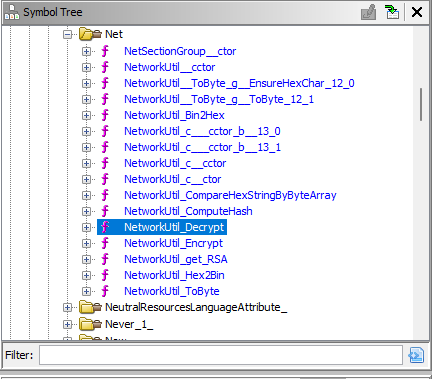 Symbol Tree
Net
NetSectionGroup__ctor
NetworkUtil__cctor
NetworkUtil__ToByte_g__EnsureHexChar_12_0
NetworkUtil__ToByte_g__ToByte_12_1
NetworkUtil_Bin2Hex
NetworkUtil_c___cctor_b__13_0
NetworkUtil_c___cctor_b__13_1
NetworkUtil_c__cctor
NetworkUtil_c__ctor
NetworkUtil_CompareHexStringByByteArray
NetworkUtil_ComputeHash
NetworkUtil_Decrypt
NetworkUtil_Encrypt
NetworkUtil_get_RSA
NetworkUtil_Hex2Bin
NetworkUtil_ToByte
NeutralResourcesLanguageAttribute_
Never_1_
Filter: